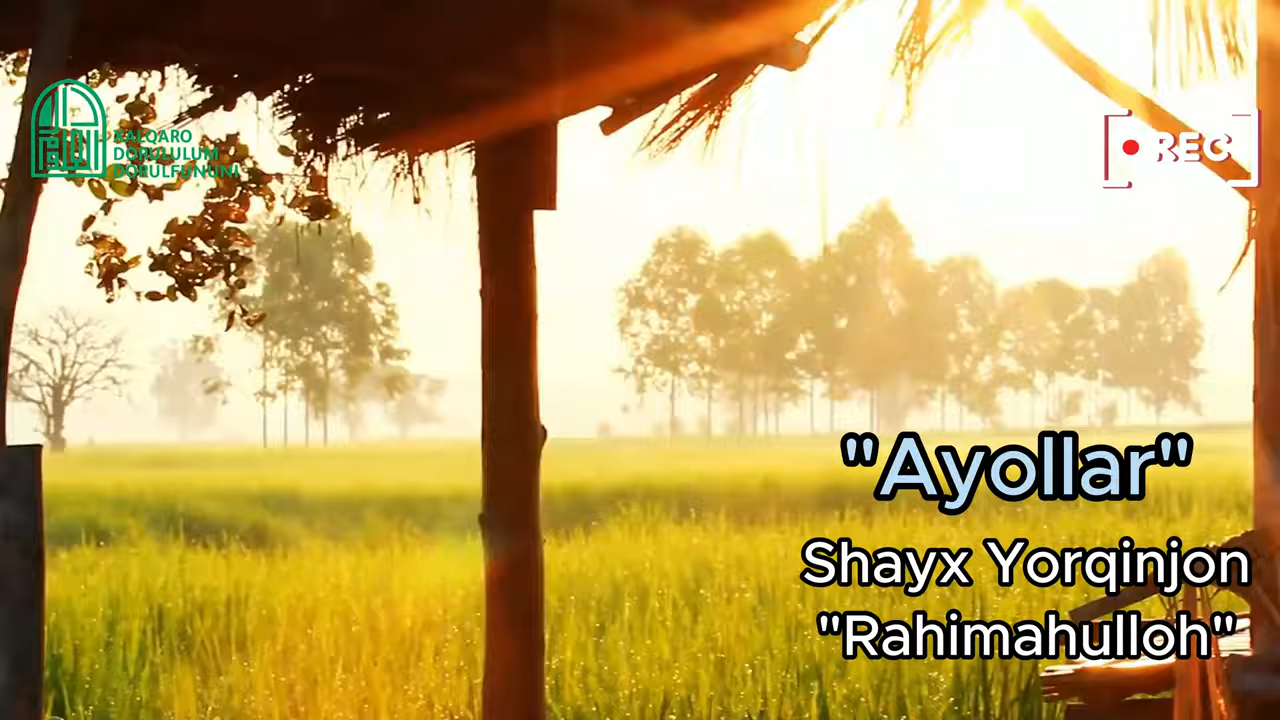 XALQARO
DORULULUM
DORULFUNUNI
REC
"Ayollar"
Shayx Yorqinjon
"Rahimahulloh"